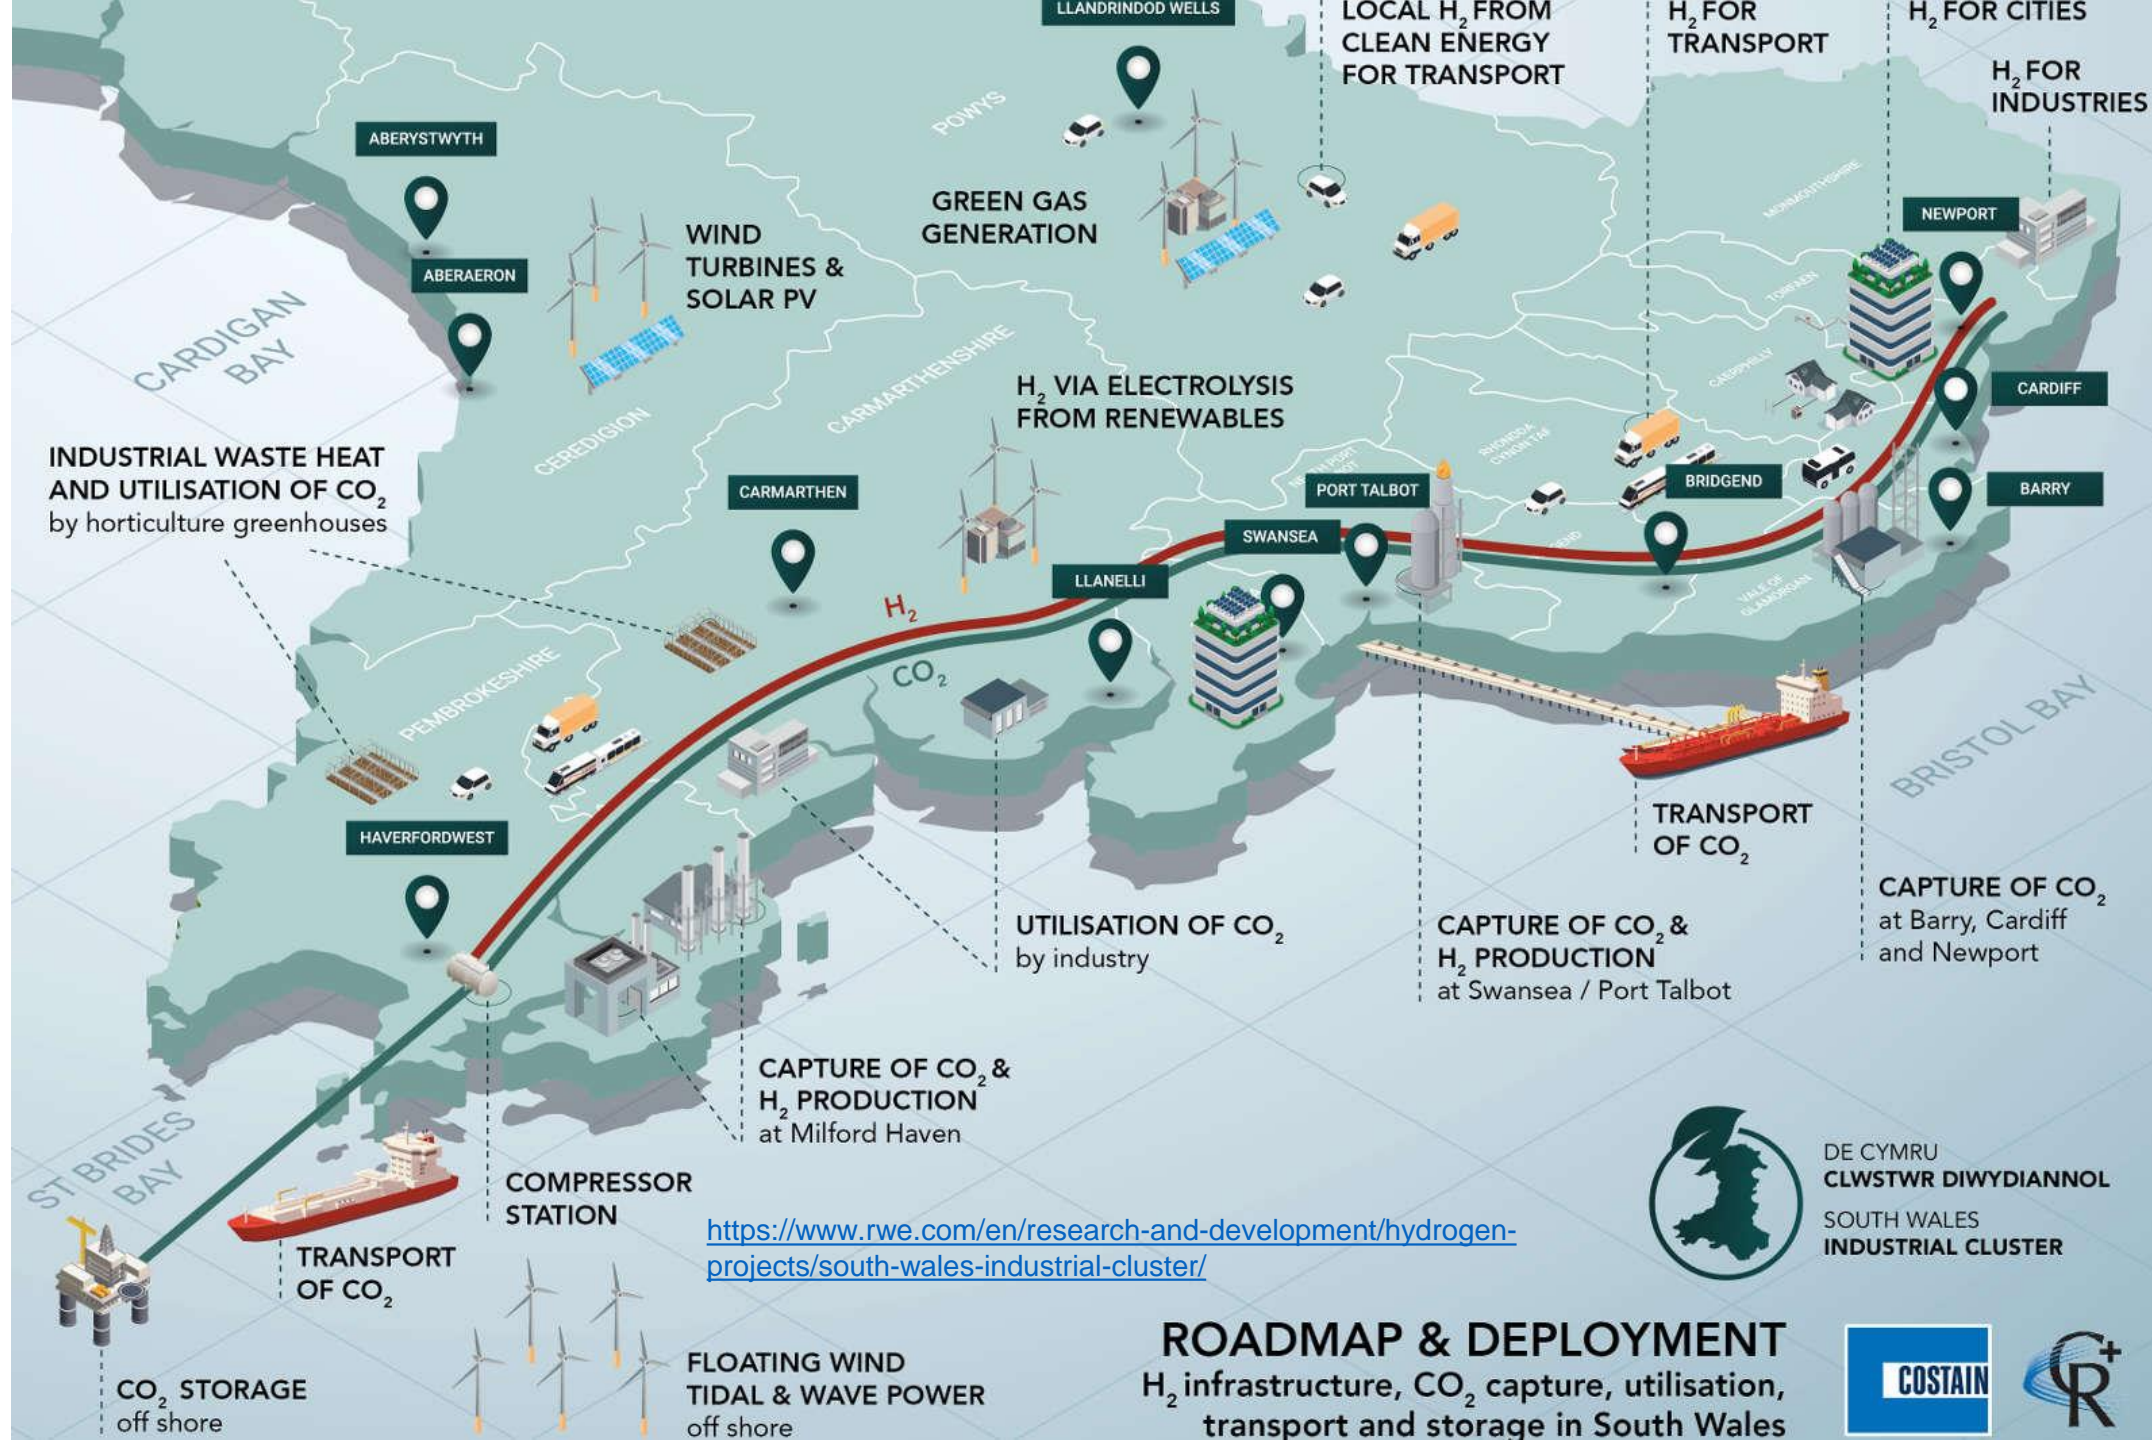 LLANDRINDOD WELLS
LOCAL H₂ FROM
CLEAN ENERGY
FOR TRANSPORT
H₂ FOR
TRANSPORT
H₂ FOR CITIES
H₂ FOR
INDUSTRIES
ABERYSTWYTH
POWYS
MONMOUTHSHIRE
NEWPORT
GREEN GAS
GENERATION
WIND
TURBINES &
SOLAR PV
ABERAERON
TORFAEN
CARDIGAN
BAY
CARMARTHENSHIRE
CAERPHILLY
H₂ VIA ELECTROLYSIS
FROM RENEWABLES
CARDIFF
CEREDIGION
RHONDDA
CYNON TAF
INDUSTRIAL WASTE HEAT
AND UTILISATION OF CO₂
by horticulture greenhouses
CARMARTHEN
PORT TALBOT
BRIDGEND
BARRY
SWANSEA
LLANELLI
VALE OF
GLAMORGAN
H₂
CO₂
PEMBROKESHIRE
BRISTOL BAY
HAVERFORDWEST
TRANSPORT
OF CO₂
UTILISATION OF CO₂
by industry
CAPTURE OF CO₂ &
H₂ PRODUCTION
at Swansea / Port Talbot
CAPTURE OF CO₂
at Barry, Cardiff
and Newport
CAPTURE OF CO₂ &
H₂ PRODUCTION
at Milford Haven
ST BRIDES
BAY
COMPRESSOR
STATION
TRANSPORT
OF CO₂
https://www.rwe.com/en/research-and-development/hydrogen-
projects/south-wales-industrial-cluster/
DE CYMRU
CLWSTWR DIWYDIANNOL
SOUTH WALES
INDUSTRIAL CLUSTER
CO₂ STORAGE
off shore
FLOATING WIND
TIDAL & WAVE POWER
off shore
ROADMAP & DEPLOYMENT
H₂ infrastructure, CO₂ capture, utilisation,
transport and storage in South Wales
COSTAIN
CR+